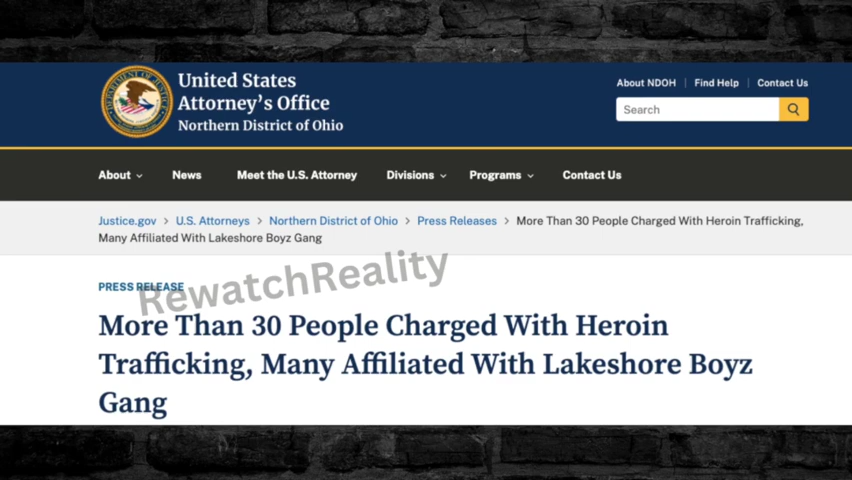 United States
Attorney's Office
Northern District of Ohio
About NDOH | Find Help | Contact Us
Search
About News Meet the U.S. Attorney Divisions Programs Contact Us
Justice.gov > U.S. Attorneys > Northern District of Ohio > Press Releases > More Than 30 People Charged With Heroin Trafficking,
Many Affiliated With Lakeshore Boyz Gang
PRESS RELEASE
RewatchReality
More Than 30 People Charged With Heroin
Trafficking, Many Affiliated With Lakeshore Boyz
Gang